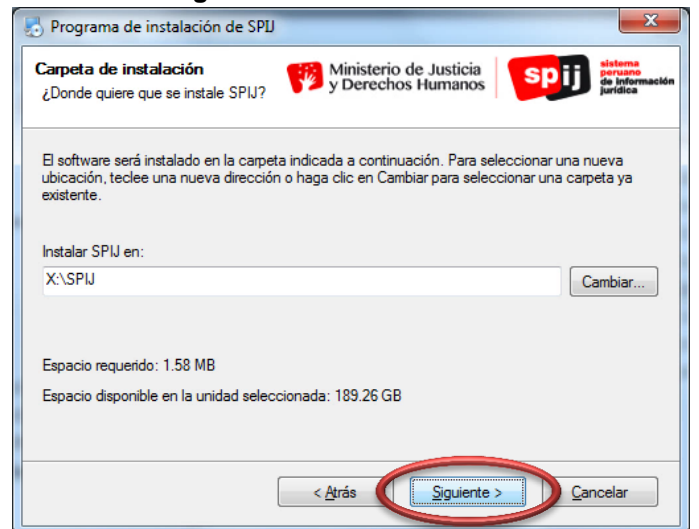 Programa de instalación de SPIJ
Carpeta de instalación
¿Donde quiere que se instale SPIJ?
Ministerio de Justicia
y Derechos Humanos
spij
sistema
peruano
de información
jurídica
El software será instalado en la carpeta indicada a continuación. Para seleccionar una nueva
ubicación, teclee una nueva dirección o haga clic en Cambiar para seleccionar una carpeta ya
existente.
Instalar SPIJ en:
X:\SPIJ
Cambiar...
Espacio requerido: 1.58 MB
Espacio disponible en la unidad seleccionada: 189.26 GB
< Atrás
Siguiente >
Cancelar